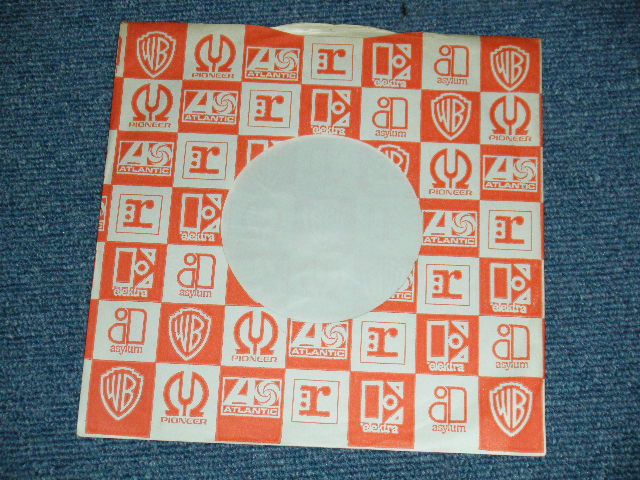 WB PIONEER ATLANTIC r elektra asylum WB
PIONEER ATLANTIC r elektra asylum WB PIONEER
ATLANTIC r PIONEER ATLANTIC
r elektra ATLANTIC r
elektra asylum r elektra
asylum WB PIONEER ATLANTIC r elektra asylum
WB PIONEER ATLANTIC r elektra asylum WB